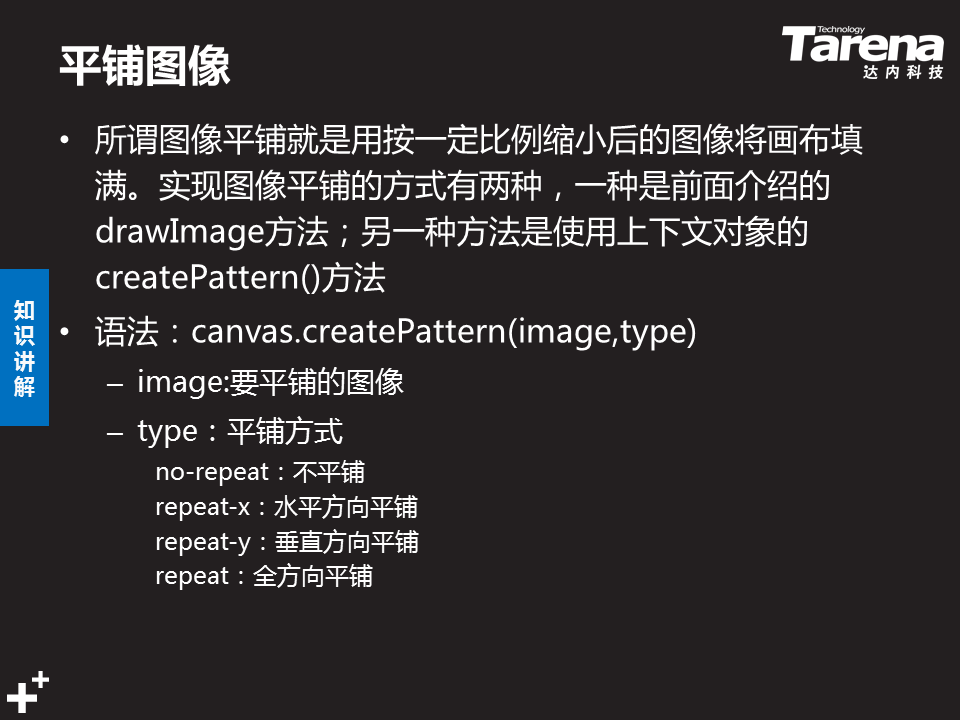 平铺图像
Technology
Tarena
达内科技
• 所谓图像平铺就是用按一定比例缩小后的图像将画布填
满。实现图像平铺的方式有两种，一种是前面介绍的
drawImage方法；另一种方法是使用上下文对象的
createPattern()方法
知识讲解
• 语法：canvas.createPattern(image,type)
– image:要平铺的图像
– type：平铺方式
no-repeat：不平铺
repeat-x：水平方向平铺
repeat-y：垂直方向平铺
repeat：全方向平铺